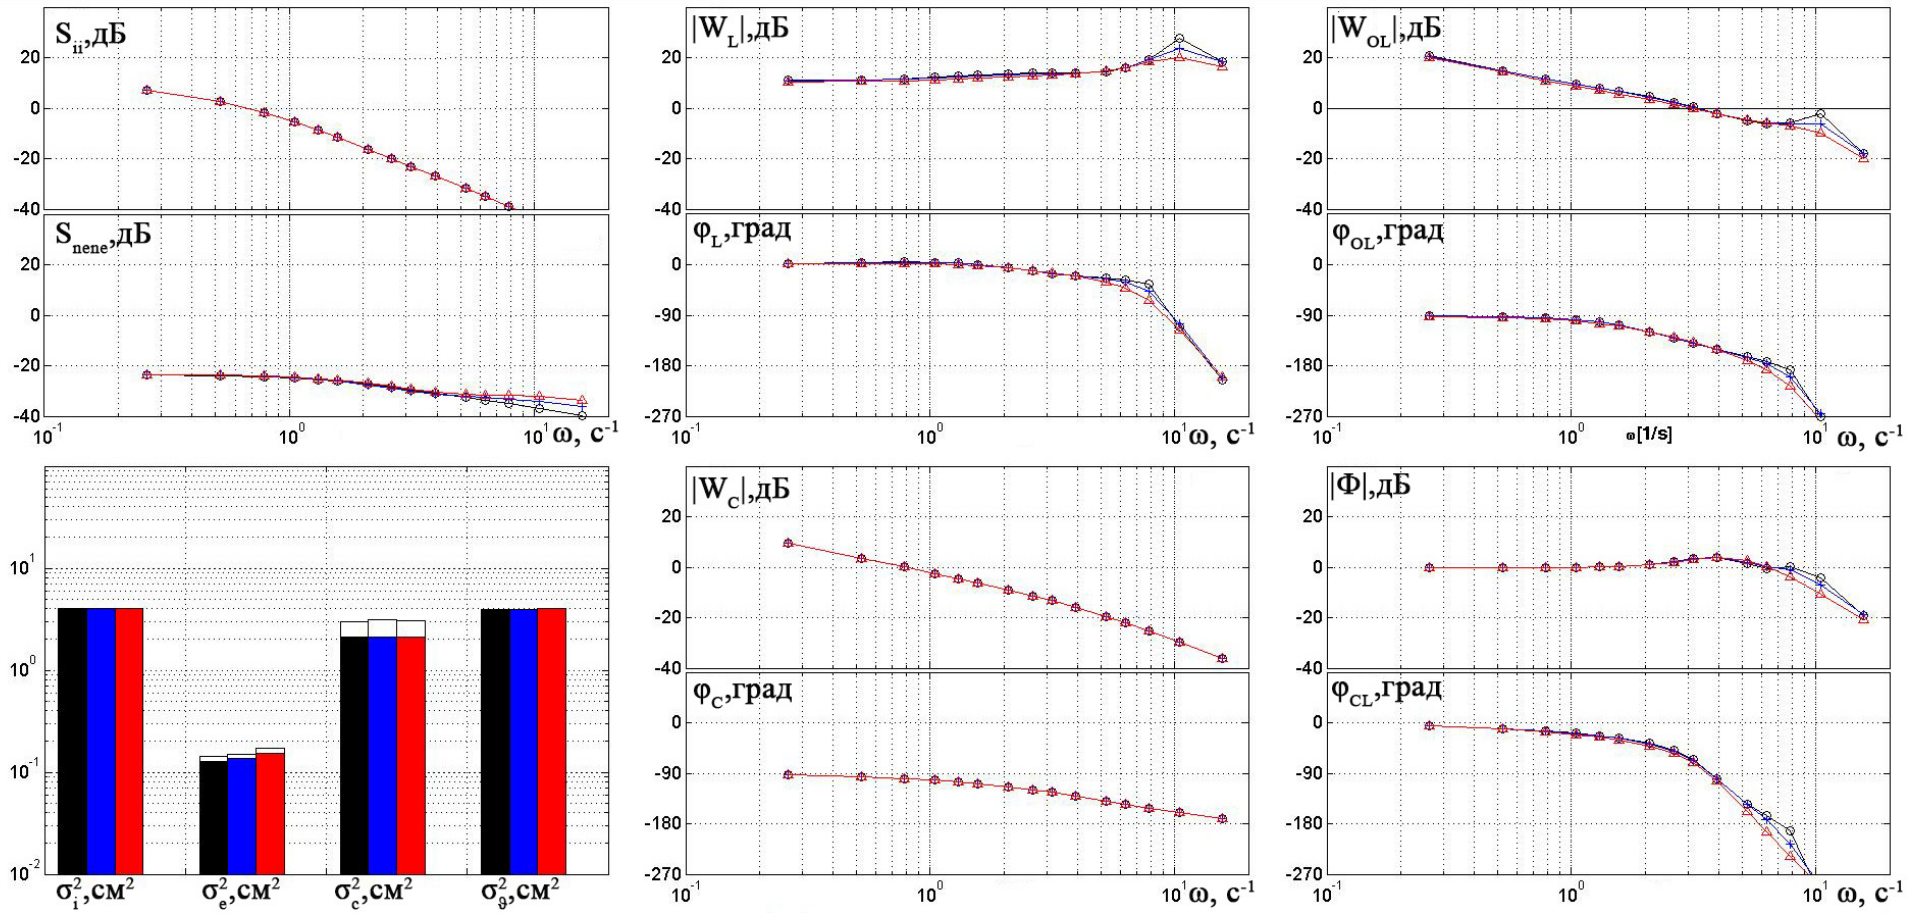 S_ii,дБ
20
0
-20
-40
S_nene,дБ
20
0
-20
-40
10^-1
10^0
10^1
ω, с^-1
|W_L|,дБ
20
0
-20
-40
φ_L,град
0
-90
-180
-270
10^-1
10^0
10^1
ω, с^-1
|W_OL|,дБ
20
0
-20
-40
φ_OL,град
0
-90
-180
-270
10^-1
10^0
ω[1/s]
10^1
ω, с^-1
10^1
10^0
10^-1
10^-2
σ_i^2,см^2
σ_e^2,см^2
σ_c^2,см^2
σ_ϑ^2,см^2
|W_C|,дБ
20
0
-20
-40
φ_C,град
0
-90
-180
-270
10^-1
10^0
10^1
ω, с^-1
|Φ|,дБ
20
0
-20
-40
φ_CL,град
0
-90
-180
-270
10^-1
10^0
10^1
ω, с^-1